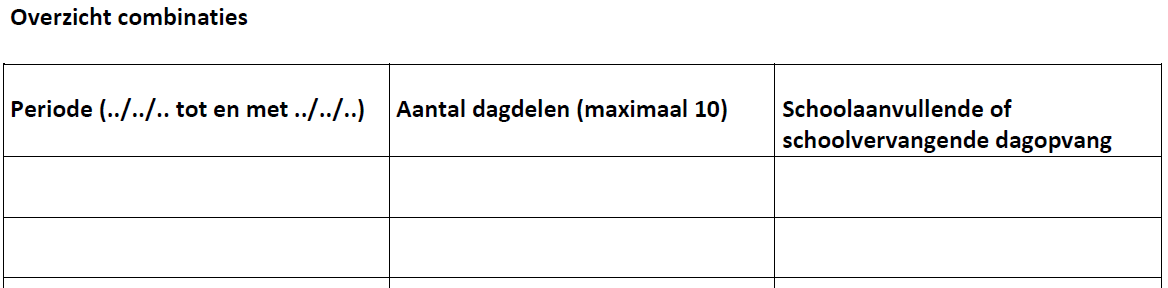 Overzicht combinaties
Periode (../../.. tot en met ../../..)
Aantal dagdelen (maximaal 10)
Schoolaanvullende of
schoolvervangende dagopvang